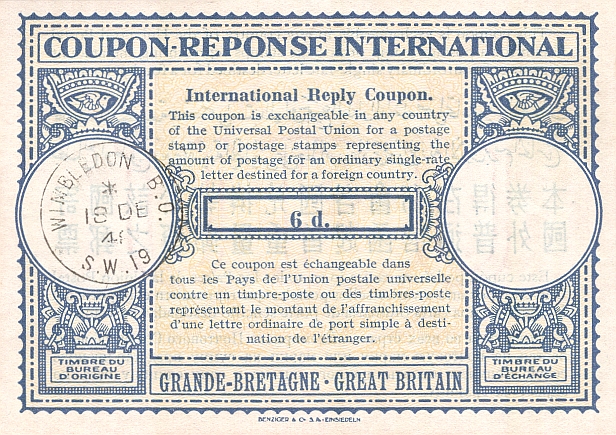 COUPON-RÉPONSE INTERNATIONAL
International Reply Coupon.
This coupon is exchangeable in any country
of the Universal Postal Union for a postage
stamp or postage stamps representing the
amount of postage for an ordinary single-rate
letter destined for a foreign country.
WIMBLEDON B.O.
*
18 DE
S.W.19
6 d.
Ce coupon est échangeable dans
tous les Pays de l'Union postale universelle
contre un timbre-poste ou des timbres-poste
représentant le montant de l'affranchissement
d'une lettre ordinaire de port simple à desti-
nation de l'étranger.
TIMBRE DU
BUREAU
D'ORIGINE
GRANDE-BRETAGNE · GREAT BRITAIN
TIMBRE DU
BUREAU
D'ÉCHANGE
BENZIGER & Co S.A.-EINSIEDELN